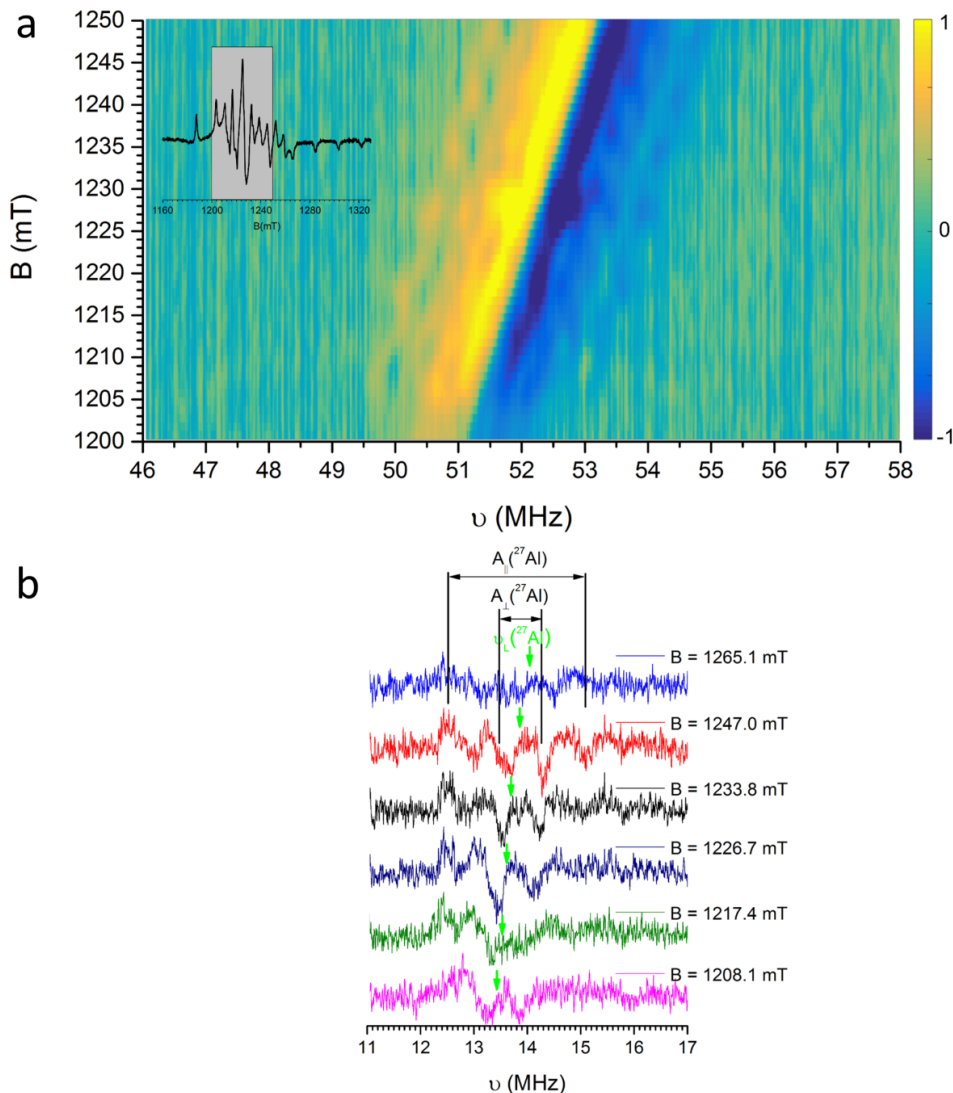 a
1250
1245
1240
1235
1230
1225
1220
1215
1210
1205
1200
B (mT)
1160 1200 1240 1280 1320
B(mT)
1
0
-1
46 47 48 49 50 51 52 53 54 55 56 57 58
υ (MHz)
b
A||(27Al)
A⊥(27Al)
υL(27Al)
B = 1265.1 mT
B = 1247.0 mT
B = 1233.8 mT
B = 1226.7 mT
B = 1217.4 mT
B = 1208.1 mT
11 12 13 14 15 16 17
υ (MHz)